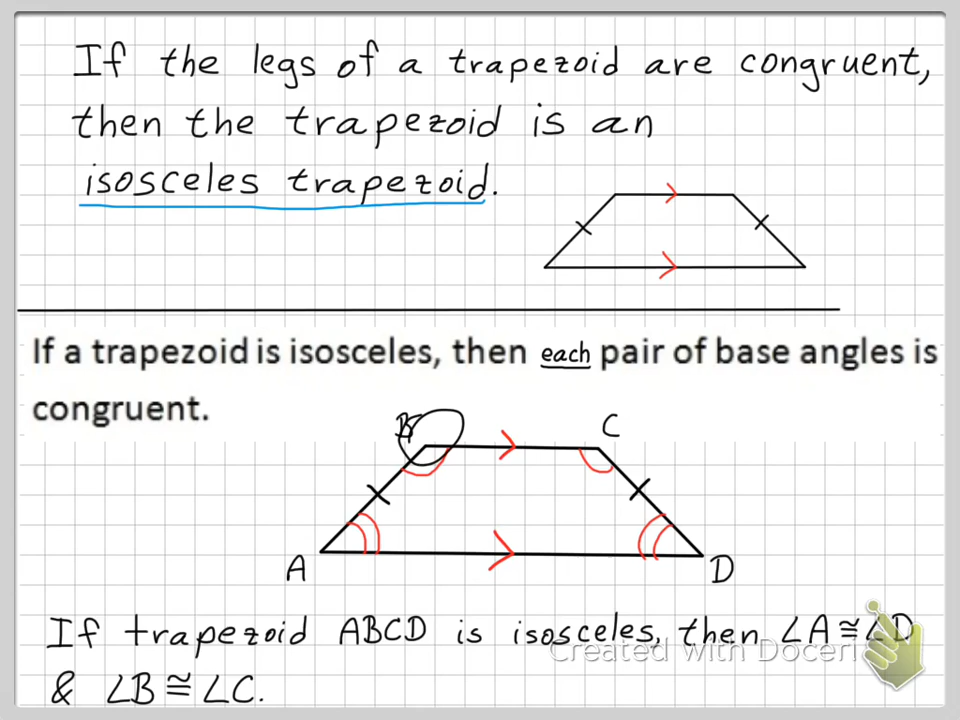 If the legs of a trapezoid are congruent,
then the trapezoid is an
isosceles trapezoid.
If a trapezoid is isosceles, then each pair of base angles is
congruent.
B C
A D
If trapezoid ABCD is isosceles, then ∠A≅∠D
Created with Doceri
& ∠B≅∠C.